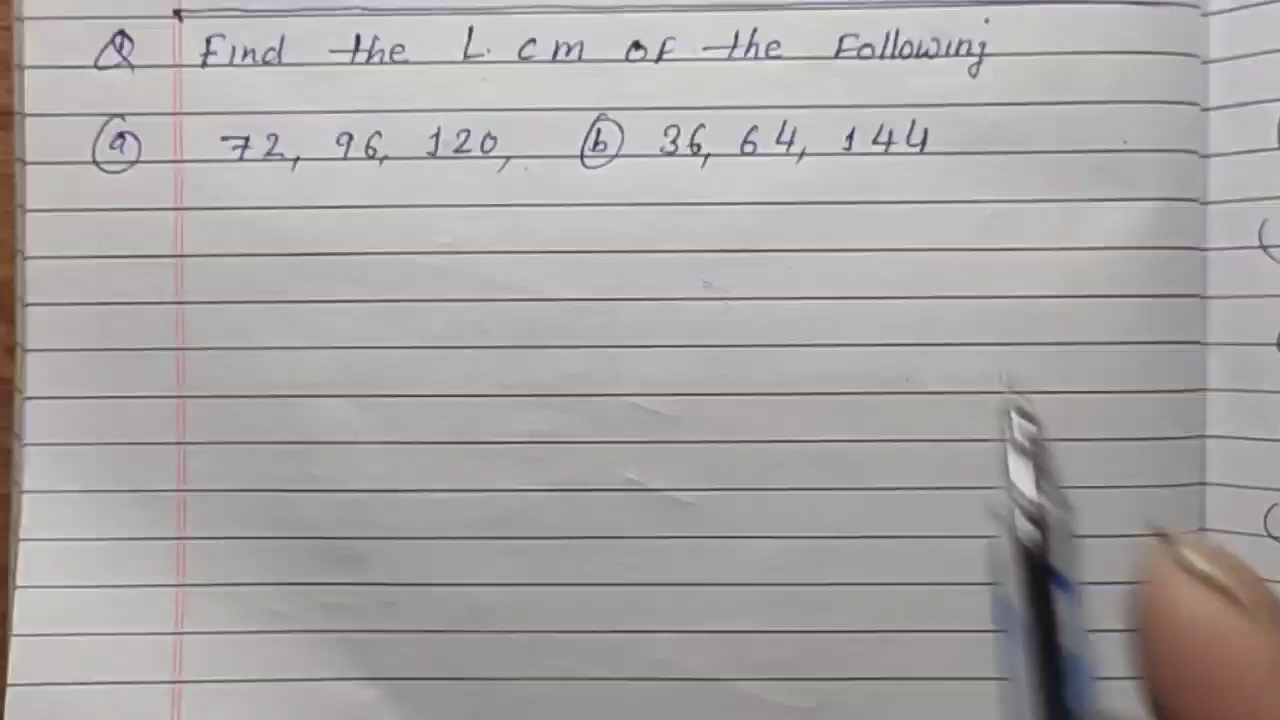 Q Find the L.cm of the Following
(a) 72, 96, 120, (b) 36, 64, 144